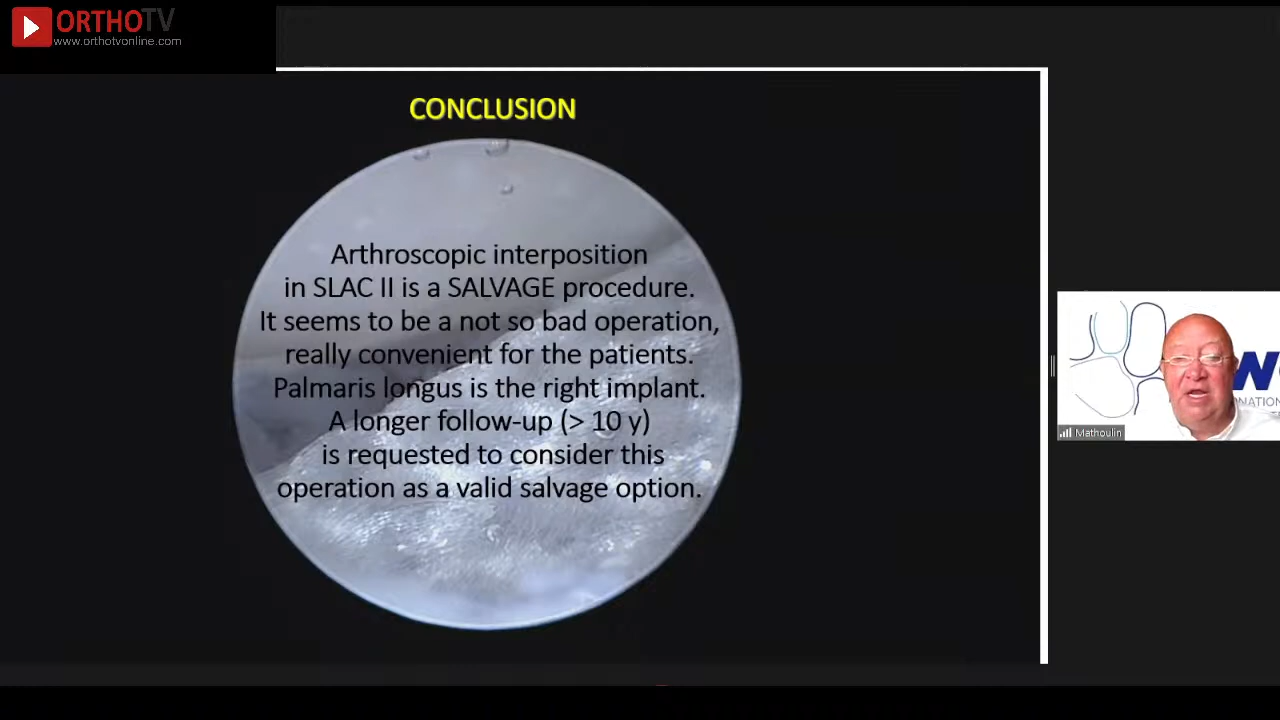 ORTHOTV
www.orthotvonline.com
CONCLUSION
Arthroscopic interposition
in SLAC II is a SALVAGE procedure.
It seems to be a not so bad operation,
really convenient for the patients.
Palmaris longus is the right implant.
A longer follow-up (> 10 y)
is requested to consider this
operation as a valid salvage option.
Mathoulin